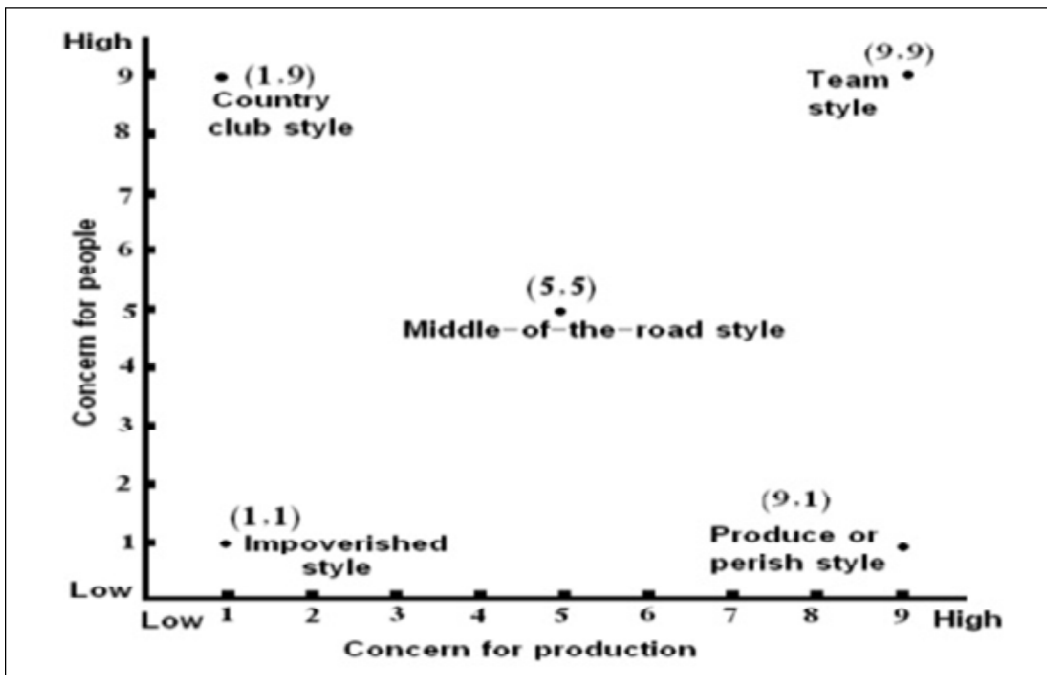 High
9
(1.9)
Country
club style
(9.9)
Team
style
8
7
6
5
(5.5)
Middle-of-the-road style
4
3
2
1
(1.1)
Impoverished
style
(9.1)
Produce or
perish style
Low
Concern for people
Low 1 2 3 4 5 6 7 8 9 High
Concern for production